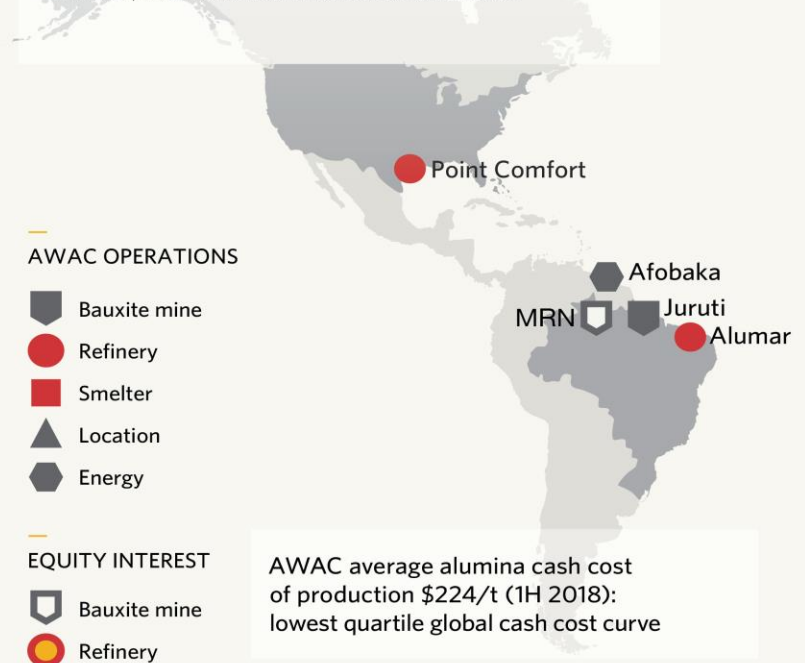 Point Comfort
AWAC OPERATIONS
Bauxite mine
Refinery
Smelter
Location
Energy
Afobaka
MRN
Juruti
Alumar
EQUITY INTEREST
Bauxite mine
Refinery
AWAC average alumina cash cost
of production $224/t (1H 2018):
lowest quartile global cash cost curve